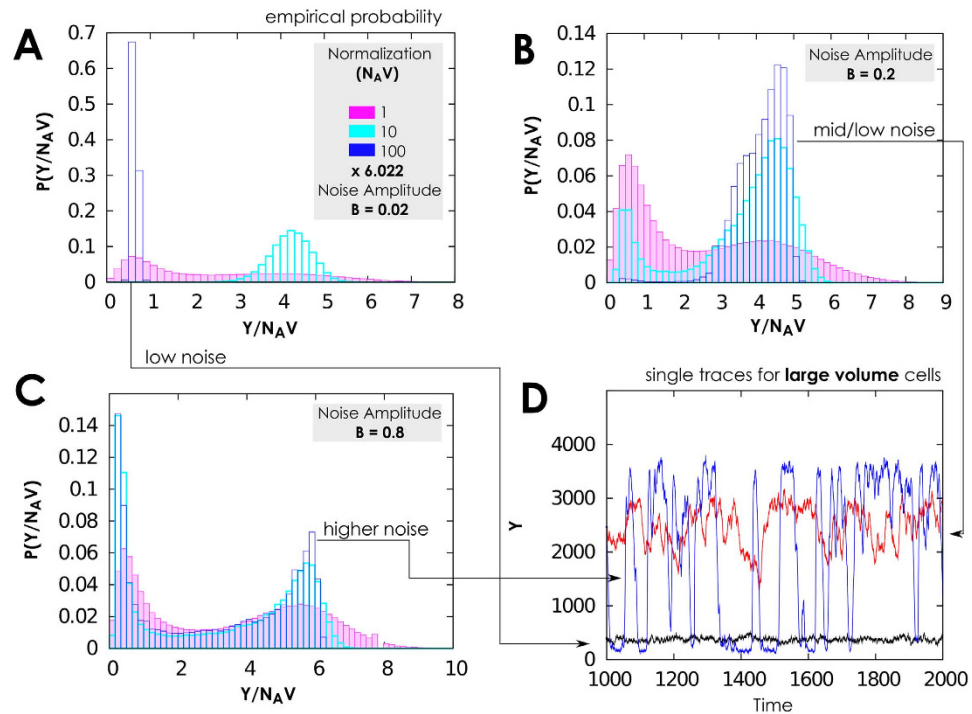 empirical probability
A
0.7
0.6
0.5
0.4
0.3
0.2
0.1
0
P(Y/NAV)
Normalization
(NAV)
1
10
100
x 6.022
Noise Amplitude
B = 0.02
0 1 2 3 4 5 6 7 8
Y/NAV
low noise
B
0.14
0.12
0.1
0.08
0.06
0.04
0.02
0
P(Y/NAV)
Noise Amplitude
B = 0.2
mid/low noise
0 1 2 3 4 5 6 7 8 9
Y/NAV
C
0.14
0.12
0.1
0.08
0.06
0.04
0.02
0
P(Y/NAV)
Noise Amplitude
B = 0.8
higher noise
0 2 4 6 8 10
Y/NAV
single traces for large volume cells
D
4000
3000
2000
1000
0
Y
1000 1200 1400 1600 1800 2000
Time